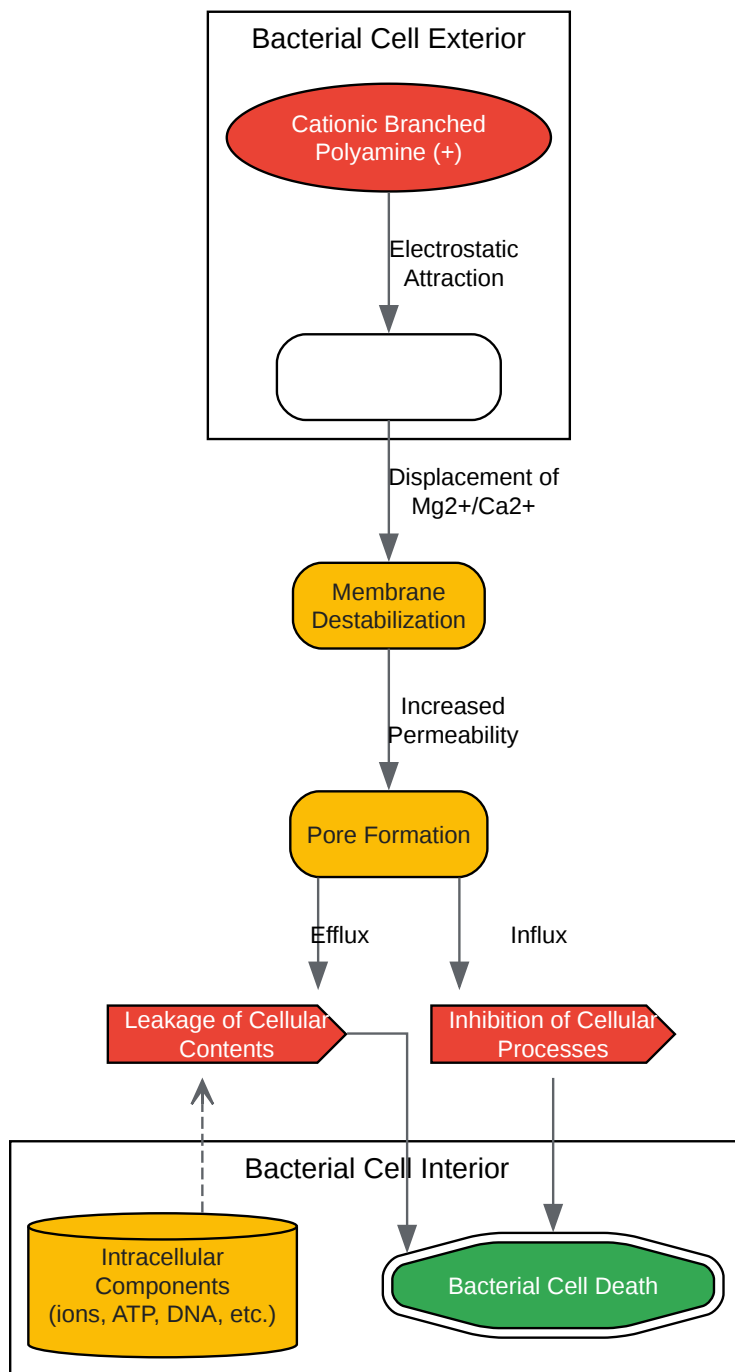 Bacterial Cell Exterior
Cationic Branched
Polyamine (+)
Electrostatic
Attraction
Displacement of
Mg2+/Ca2+
Membrane
Destabilization
Increased
Permeability
Pore Formation
Efflux
Influx
Leakage of Cellular
Contents
Inhibition of Cellular
Processes
Bacterial Cell Interior
Intracellular
Components
(ions, ATP, DNA, etc.)
Bacterial Cell Death